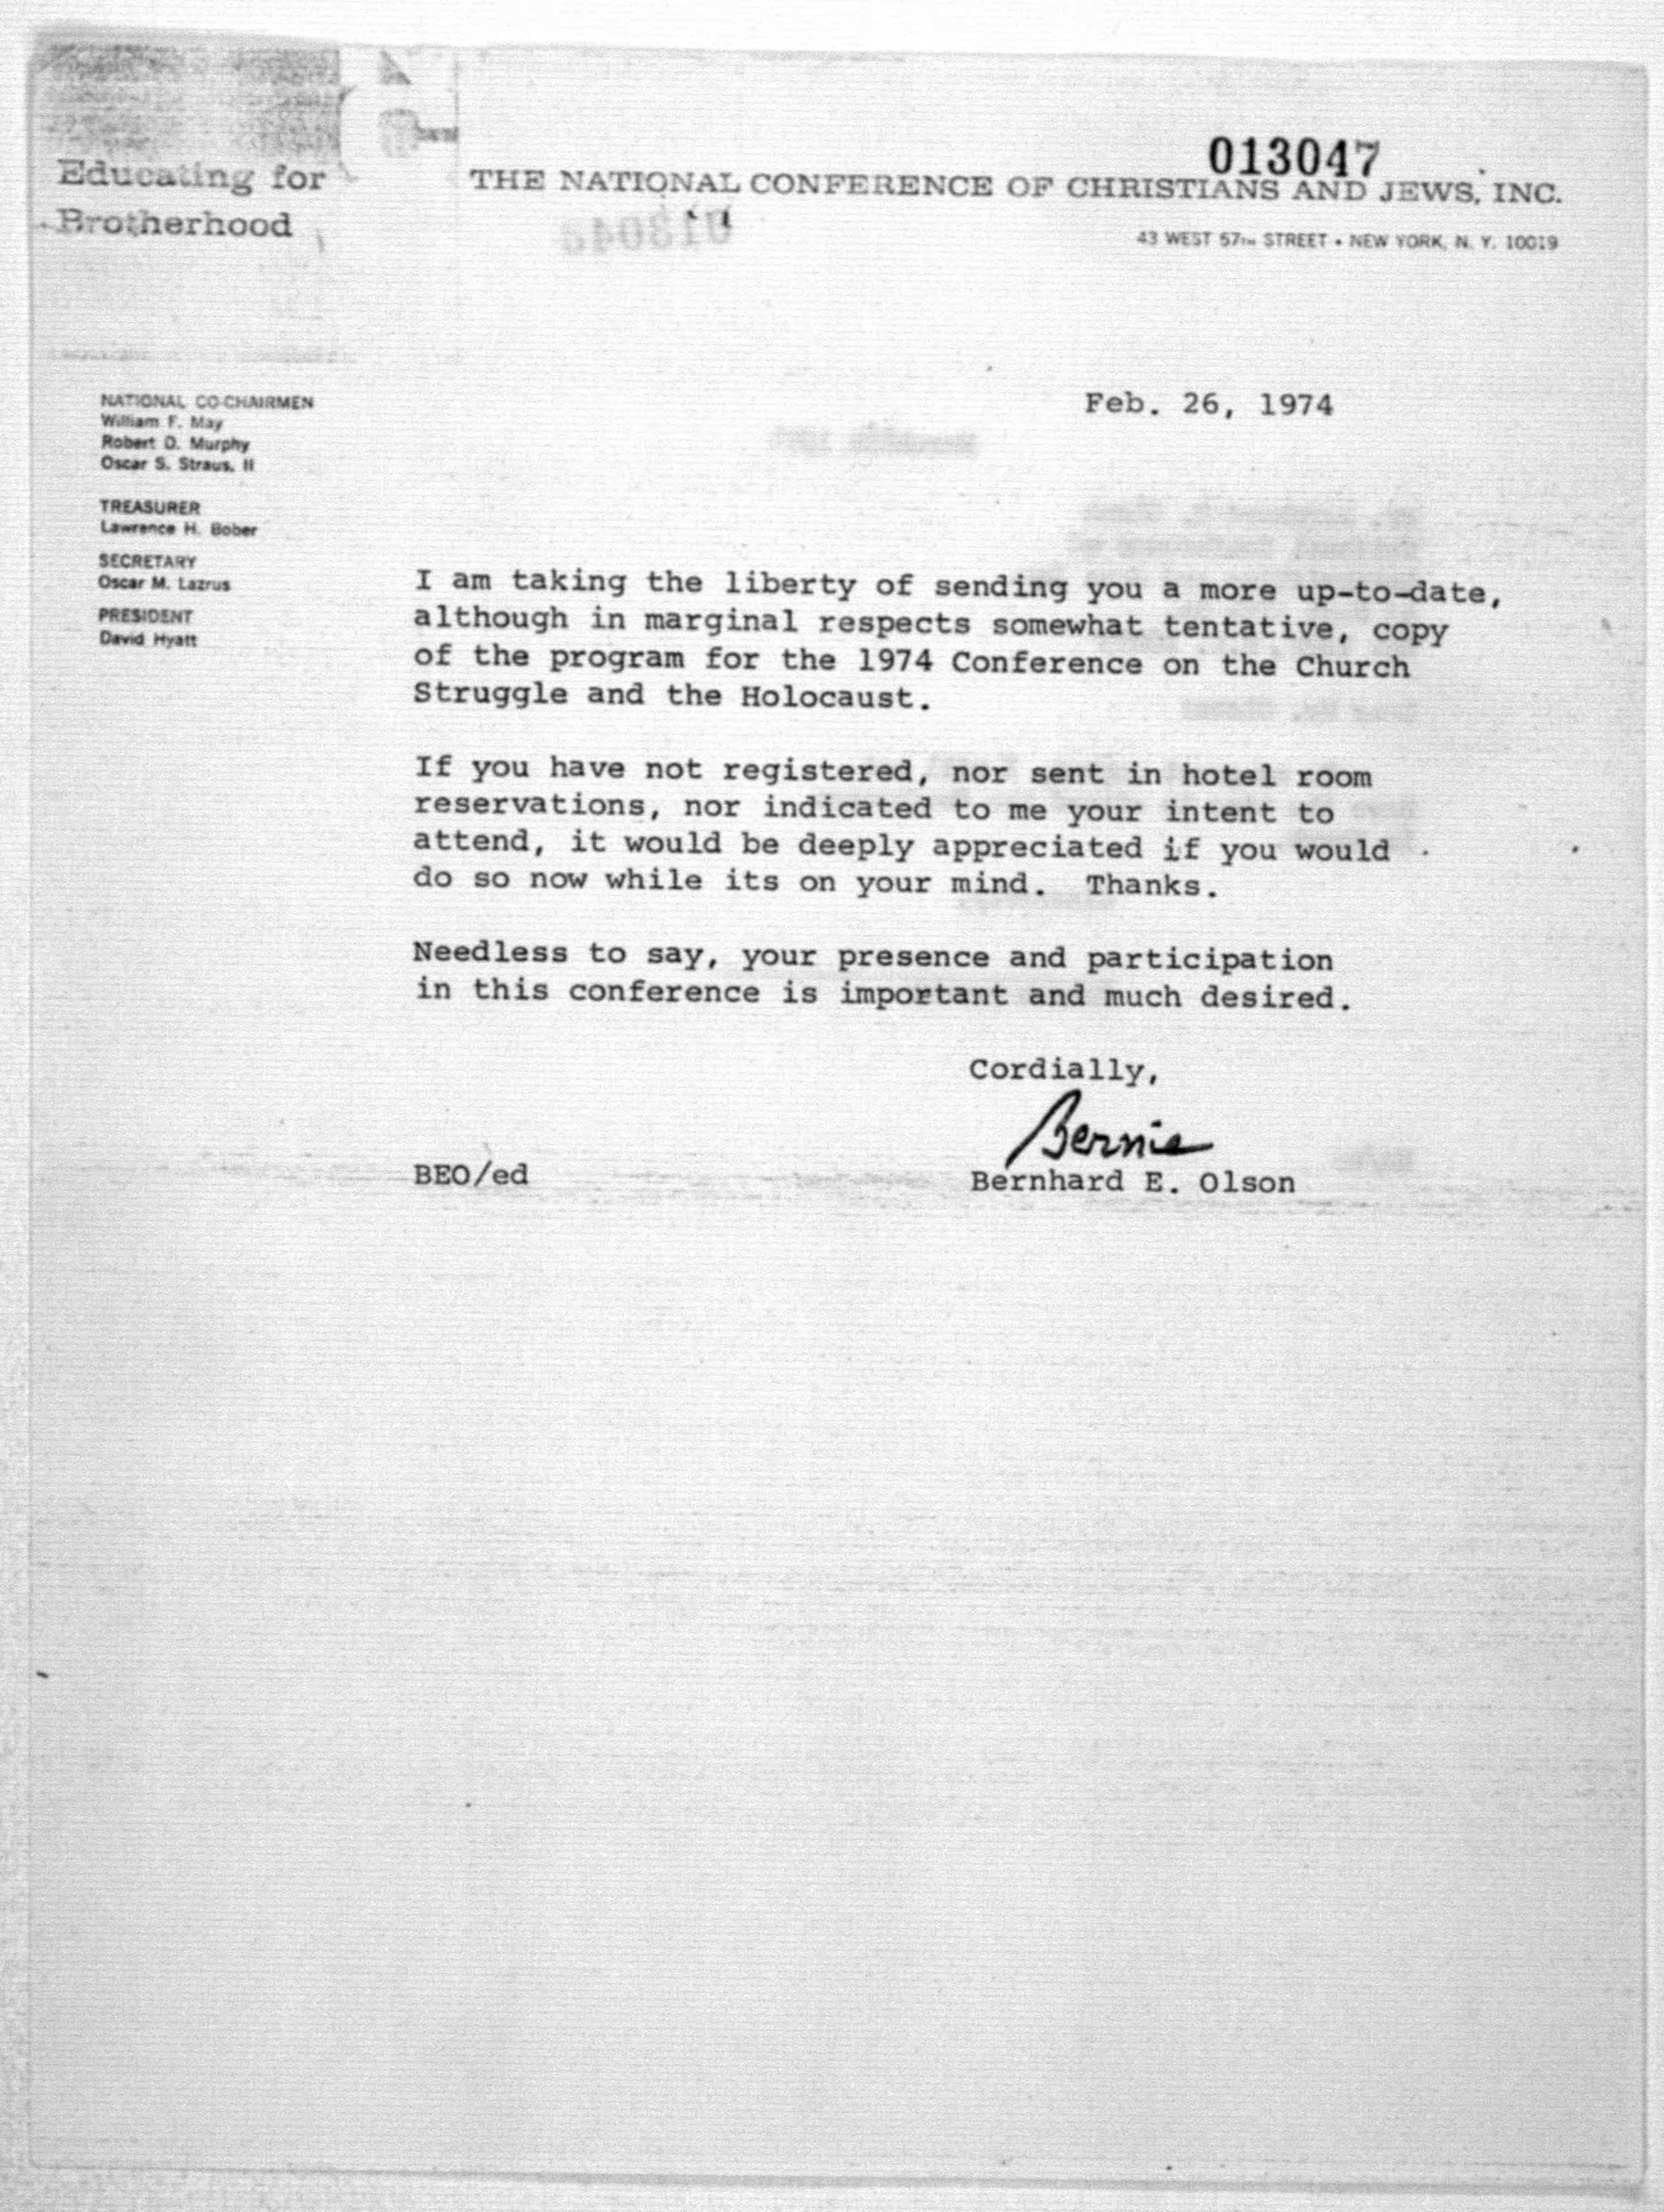 013047
Educating for
Brotherhood
THE NATIONAL CONFERENCE OF CHRISTIANS AND JEWS, INC.
43 WEST 57TH STREET • NEW YORK, N. Y. 10019
Feb. 26, 1974
NATIONAL CO-CHAIRMEN
William F. May
Robert D. Murphy
Oscar S. Straus, II
TREASURER
Lawrence H. Bober
SECRETARY
Oscar M. Lazrus
PRESIDENT
David Hyatt
I am taking the liberty of sending you a more up-to-date,
although in marginal respects somewhat tentative, copy
of the program for the 1974 Conference on the Church
Struggle and the Holocaust.
If you have not registered, nor sent in hotel room
reservations, nor indicated to me your intent to
attend, it would be deeply appreciated if you would
do so now while its on your mind. Thanks.
Needless to say, your presence and participation
in this conference is important and much desired.
Cordially,
Bernie
BEO/ed
Bernhard E. Olson